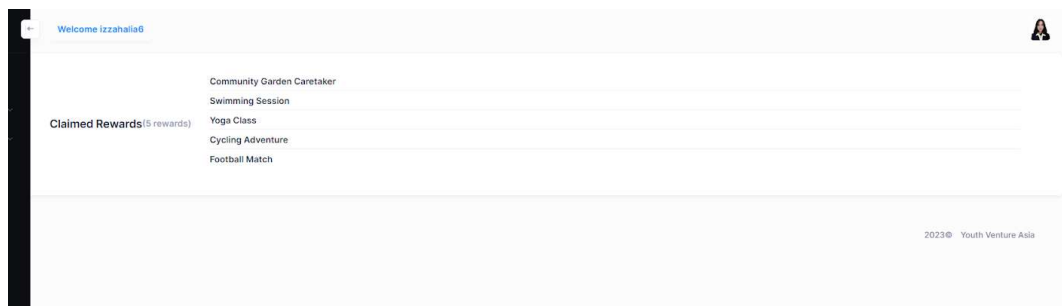 Welcome izzahalia6
Claimed Rewards(5 rewards)
Community Garden Caretaker
Swimming Session
Yoga Class
Cycling Adventure
Football Match
2023© Youth Venture Asia